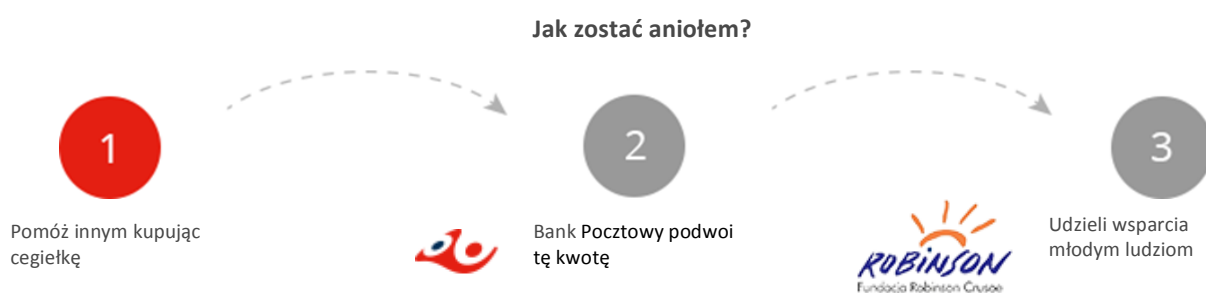 Jak zostać aniołem?
1
2
3
Pomóż innym kupując
cegiełkę
Bank Pocztowy podwoi
tę kwotę
ROBINSON
Fundacja Robinson Crusoe
Udzieli wsparcia
młodym ludziom